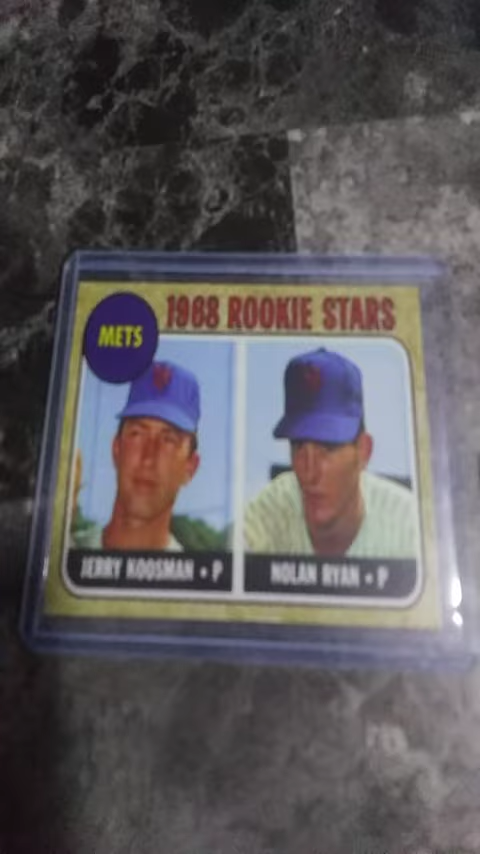 1968 ROOKIE STARS
METS
JERRY KOOSMAN • P
NOLAN RYAN • P